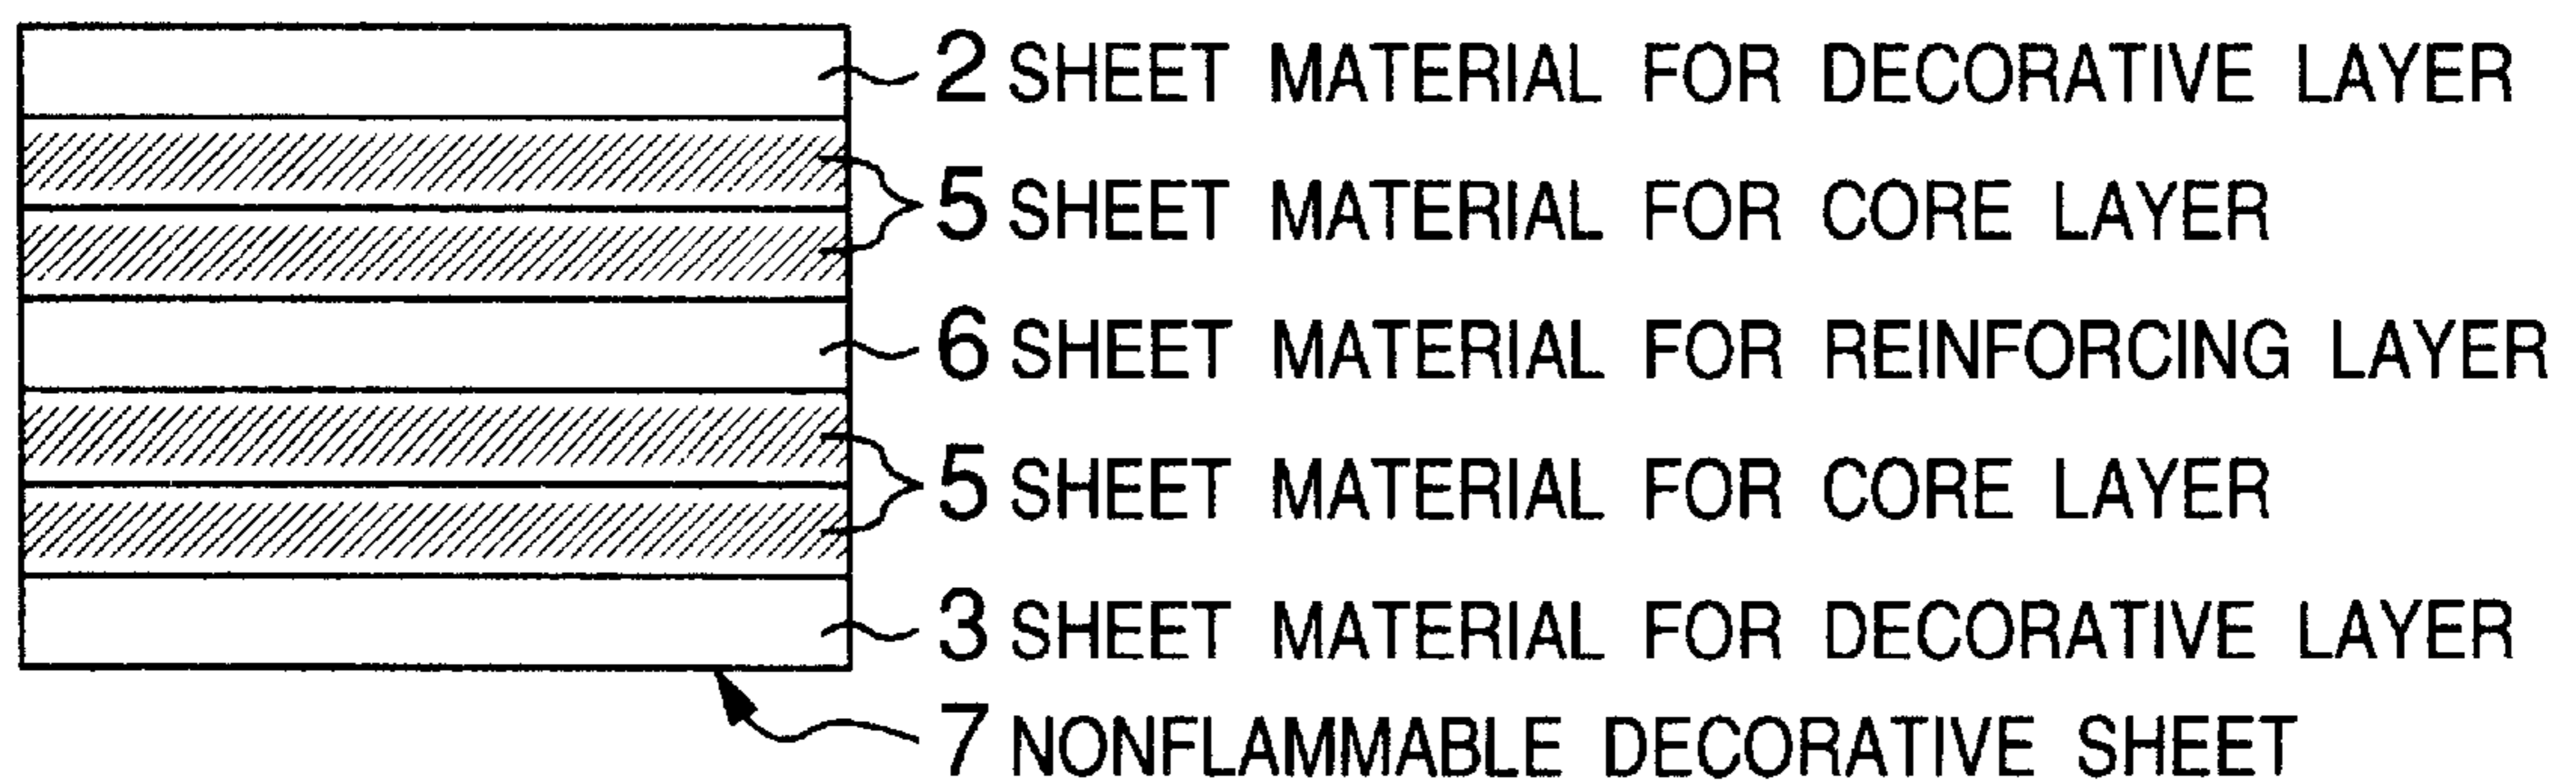 2 SHEET MATERIAL FOR DECORATIVE LAYER
5 SHEET MATERIAL FOR CORE LAYER
6 SHEET MATERIAL FOR REINFORCING LAYER
5 SHEET MATERIAL FOR CORE LAYER
3 SHEET MATERIAL FOR DECORATIVE LAYER
7 NONFLAMMABLE DECORATIVE SHEET